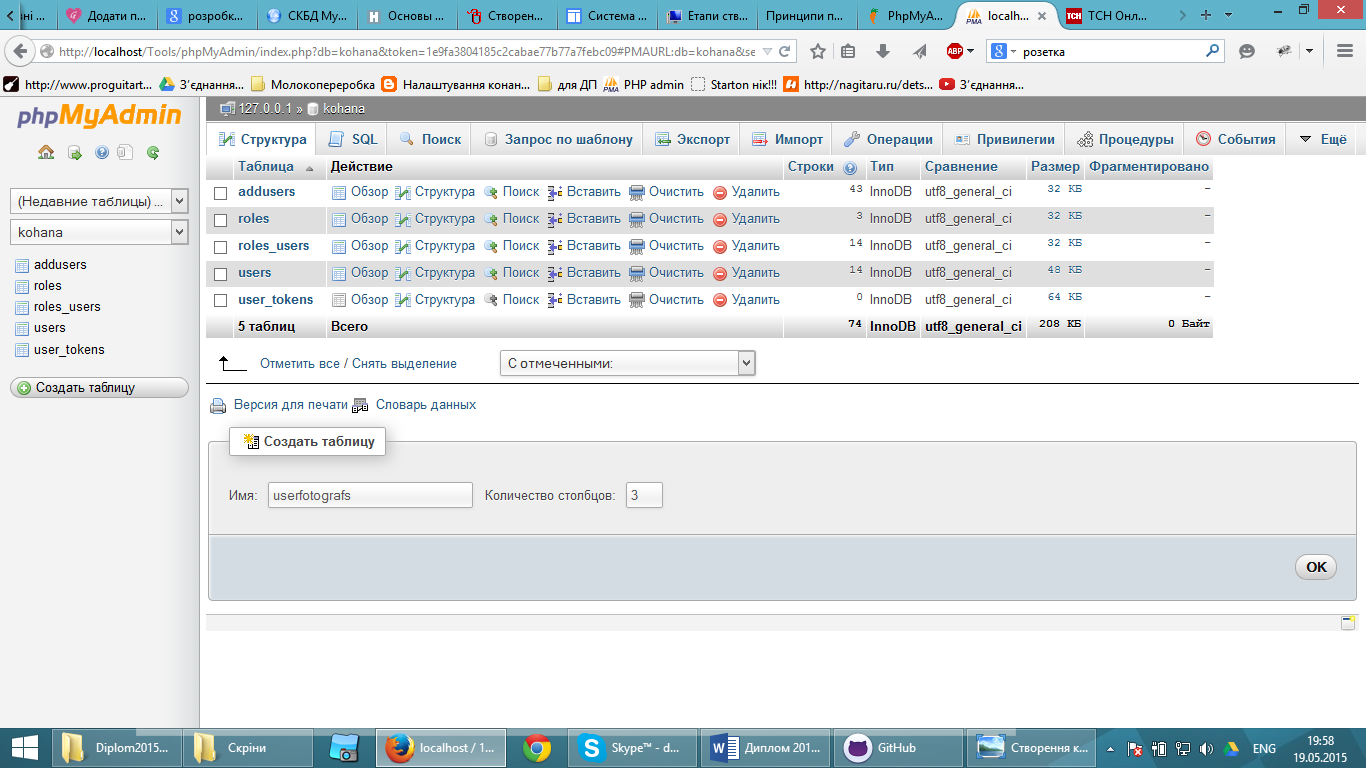 ні ...
Додати п...
розробк...
СКБД Му...
Основы ...
Створен...
Система ...
Етапи ств...
Принципи п...
PhpMyA...
localh...
ТСН Онл...
http://localhost/Tools/phpMyAdmin/index.php?db=kohana&token=1e9fa3804185c2cabae77b77a7febc09#PMAURL:db=kohana&se
розетка
http://www.proguitart...
З'єднання...
Молокопереробка
Налаштування конан...
для ДП
PHP admin
Starton нік!!!
http://nagitaru.ru/dets...
З'єднання...
phpMyAdmin
(Недавние таблицы) ...
kohana
addusers
roles
roles_users
users
user_tokens
Создать таблицу
127.0.0.1 » kohana
Структура SQL Поиск Запрос по шаблону Экспорт Импорт Операции Привилегии Процедуры События Ещё
Таблица Действие Строки Тип Сравнение Размер Фрагментировано
addusers Обзор Структура Поиск Вставить Очистить Удалить 43 InnoDB utf8_general_ci 32 КБ -
roles Обзор Структура Поиск Вставить Очистить Удалить 3 InnoDB utf8_general_ci 32 КБ -
roles_users Обзор Структура Поиск Вставить Очистить Удалить 14 InnoDB utf8_general_ci 32 КБ -
users Обзор Структура Поиск Вставить Очистить Удалить 14 InnoDB utf8_general_ci 48 КБ -
user_tokens Обзор Структура Поиск Вставить Очистить Удалить 0 InnoDB utf8_general_ci 64 КБ -
5 таблиц Всего 74 InnoDB utf8_general_ci 208 КБ 0 Байт
Отметить все / Снять выделение С отмеченными:
Версия для печати Словарь данных
Создать таблицу
Имя: userfotografs Количество столбцов: 3
OK
Diplom2015...
Скріни
localhost / 1...
Skype™ - d...
Диплом 201...
GitHub
Створення к...
ENG
19:58
19.05.2015